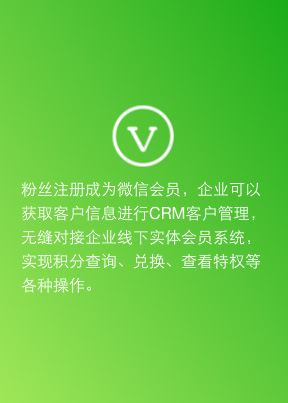 V
粉丝注册成为微信会员，企业可以
获取客户信息进行CRM客户管理，
无缝对接企业线下实体会员系统，
实现积分查询、兑换、查看特权等
各种操作。